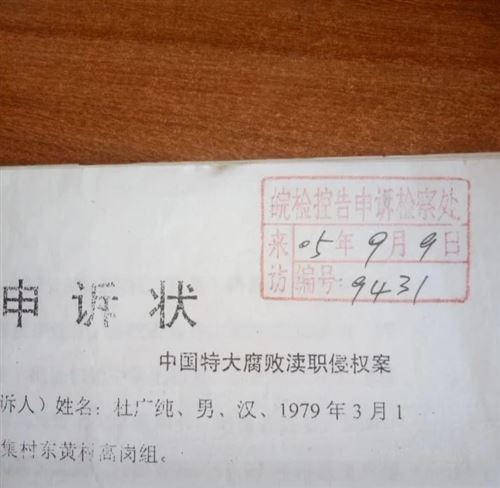 皖检控告申诉检察处
来访 05年9月9日
编号: 9431
申诉状
中国特大腐败渎职侵权案
诉人）姓名：杜广纯、男、汉、1979年3月1
集村东黄村高岗组。